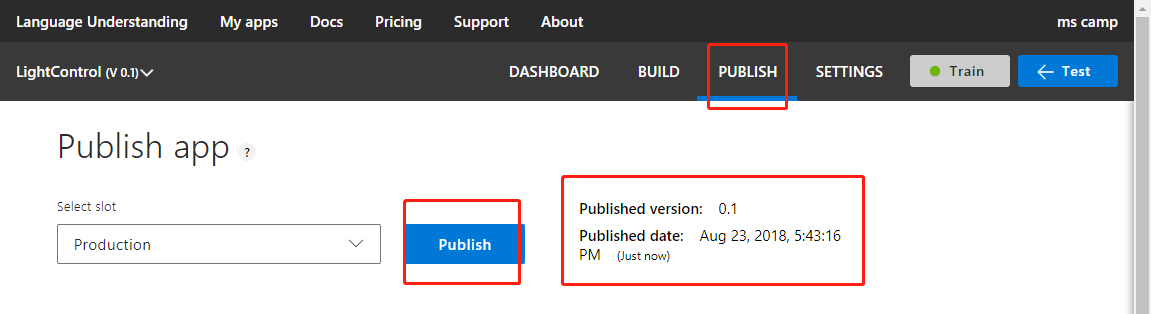 Language Understanding My apps Docs Pricing Support About ms camp
LightControl (V 0.1) DASHBOARD BUILD PUBLISH SETTINGS Train Test
Publish app ?
Select slot
Production
Publish
Published version: 0.1
Published date: Aug 23, 2018, 5:43:16
PM (Just now)